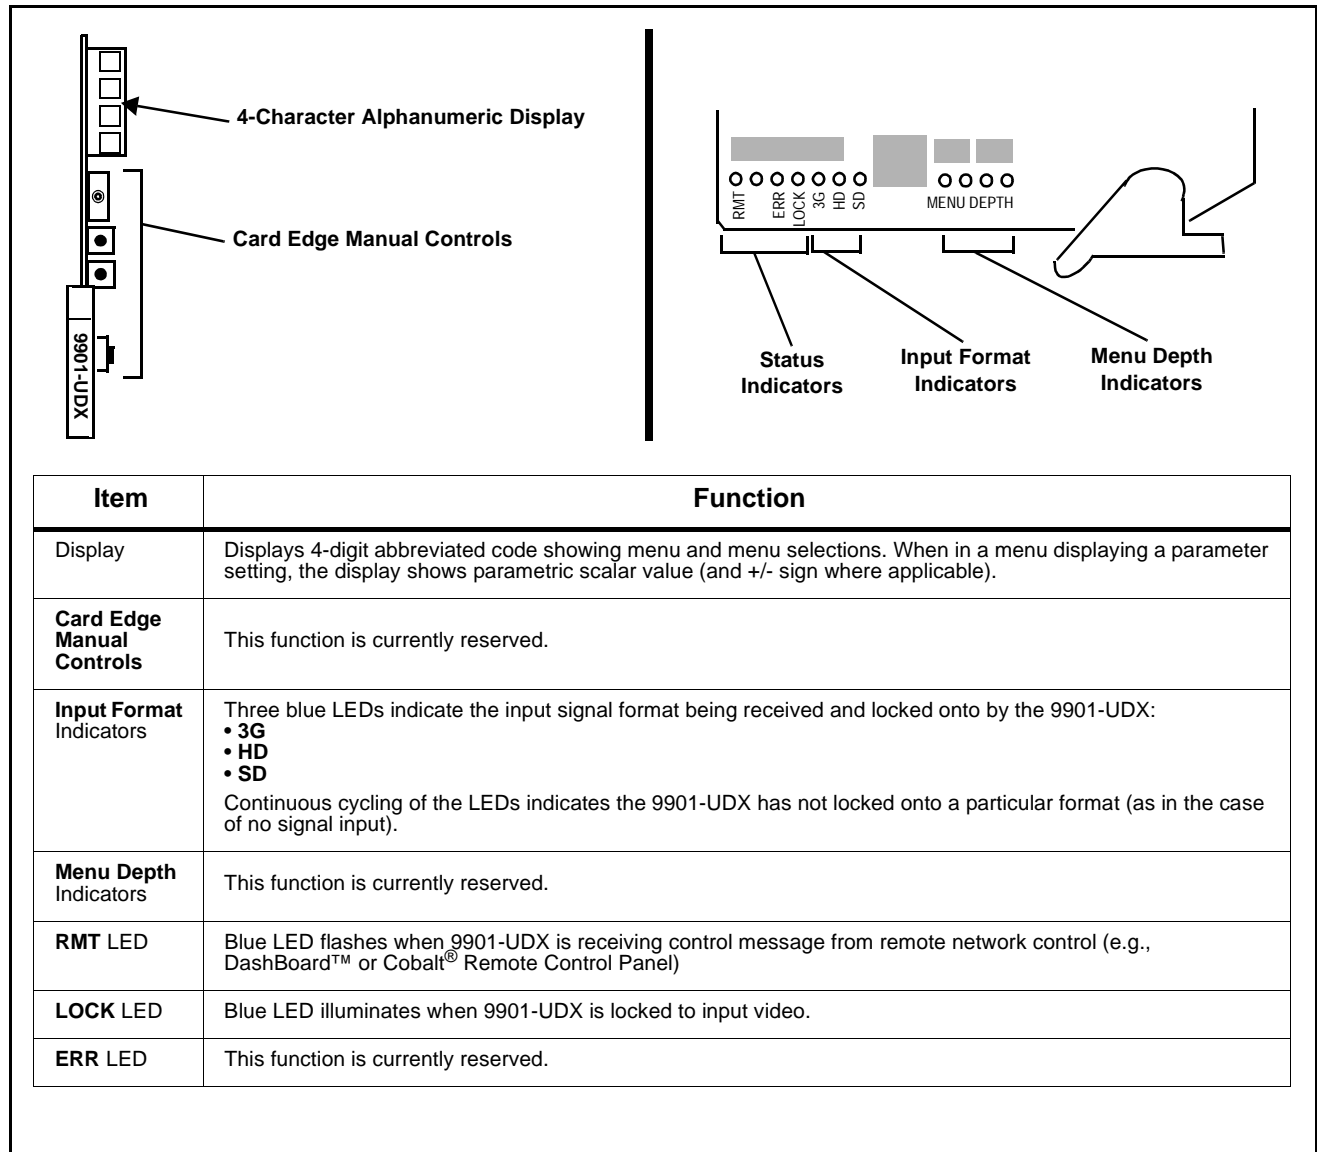 4-Character Alphanumeric Display
Card Edge Manual Controls
9901-UDX
RMT
ERR
LOCK
3G
HD
SD
MENU DEPTH
Status
Indicators
Input Format
Indicators
Menu Depth
Indicators
Item
Function
Display
Displays 4-digit abbreviated code showing menu and menu selections. When in a menu displaying a parameter
setting, the display shows parametric scalar value (and +/- sign where applicable).
Card Edge
Manual
Controls
This function is currently reserved.
Input Format
Indicators
Three blue LEDs indicate the input signal format being received and locked onto by the 9901-UDX:
• 3G
• HD
• SD
Continuous cycling of the LEDs indicates the 9901-UDX has not locked onto a particular format (as in the case
of no signal input).
Menu Depth
Indicators
This function is currently reserved.
RMT LED
Blue LED flashes when 9901-UDX is receiving control message from remote network control (e.g.,
DashBoard™ or Cobalt® Remote Control Panel)
LOCK LED
Blue LED illuminates when 9901-UDX is locked to input video.
ERR LED
This function is currently reserved.